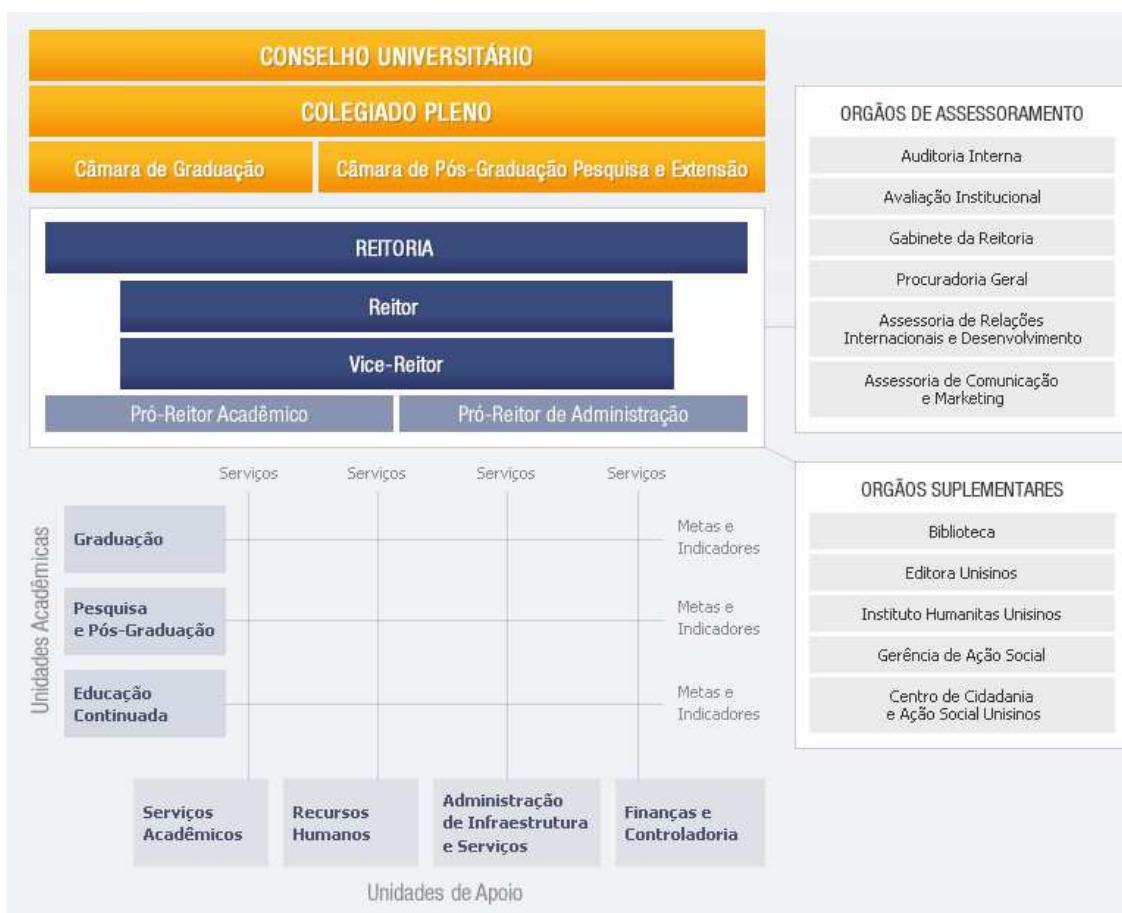 CONSELHO UNIVERSITÁRIO
COLEGIADO PLENO
Câmara de Graduação
Câmara de Pós-Graduação Pesquisa e Extensão
REITORIA
Reitor
Vice-Reitor
Pró-Reitor Acadêmico
Pró-Reitor de Administração
ORGÃOS DE ASSESSORAMENTO
Auditoria Interna
Avaliação Institucional
Gabinete da Reitoria
Procuradoria Geral
Assessoria de Relações
Internacionais e Desenvolvimento
Assessoria de Comunicação
e Marketing
ORGÃOS SUPLEMENTARES
Biblioteca
Editora Unisinos
Instituto Humanitas Unisinos
Gerência de Ação Social
Centro de Cidadania
e Ação Social Unisinos
Serviços
Serviços
Serviços
Serviços
Unidades Acadêmicas
Graduação
Metas e
Indicadores
Pesquisa
e Pós-Graduação
Metas e
Indicadores
Educação
Continuada
Metas e
Indicadores
Serviços
Acadêmicos
Recursos
Humanos
Administração
de Infraestrutura
e Serviços
Finanças e
Controladoria
Unidades de Apoio